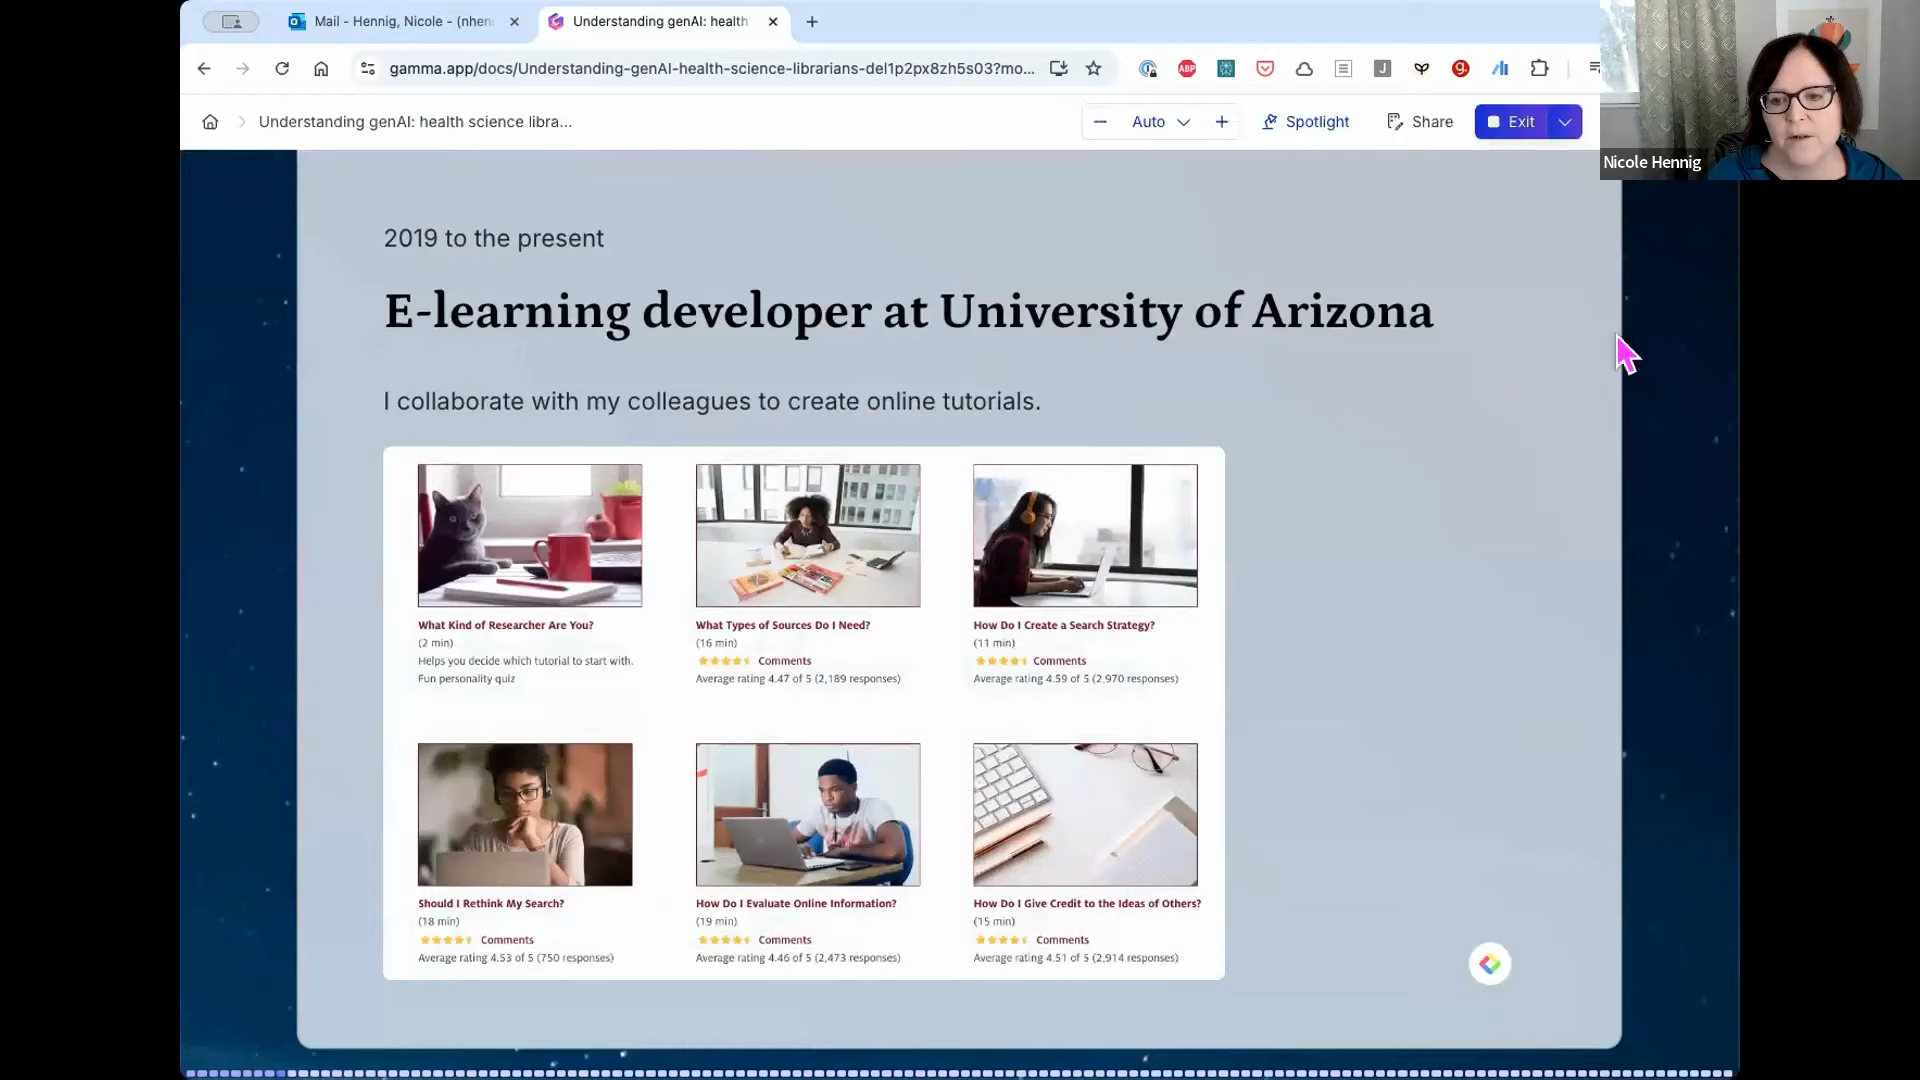 Mail - Hennig, Nicole - (nhen
Understanding genAI: health
gamma.app/docs/Understanding-genAI-health-science-librarians-del1p2px8zh5s03?mo...
ABP
J
g.
Understanding genAI: health science libra...
Auto
Spotlight
Share
Exit
Nicole Hennig
2019 to the present
E-learning developer at University of Arizona
I collaborate with my colleagues to create online tutorials.
What Kind of Researcher Are You?
(2 min)
Helps you decide which tutorial to start with.
Fun personality quiz
What Types of Sources Do I Need?
(16 min)
Comments
Average rating 4.47 of 5 (2,189 responses)
How Do I Create a Search Strategy?
(11 min)
Comments
Average rating 4.59 of 5 (2,970 responses)
Should I Rethink My Search?
(18 min)
Comments
Average rating 4.53 of 5 (750 responses)
How Do I Evaluate Online Information?
(19 min)
Comments
Average rating 4.46 of 5 (2,473 responses)
How Do I Give Credit to the Ideas of Others?
(15 min)
Comments
Average rating 4.51 of 5 (2,914 responses)